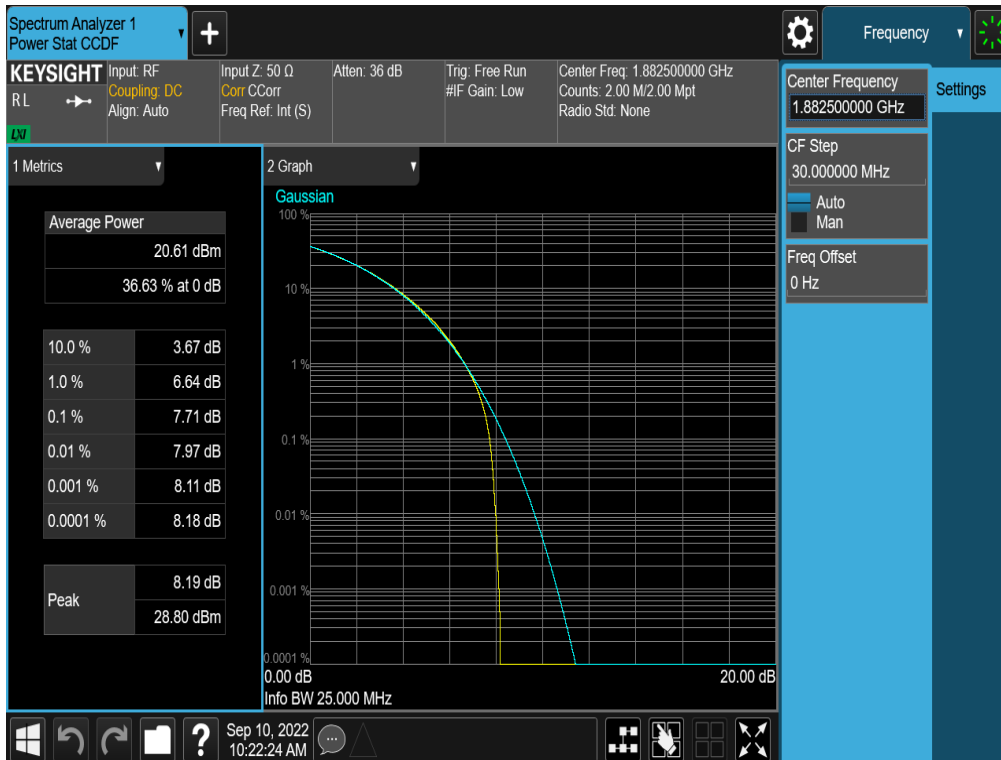 Spectrum Analyzer 1
Power Stat CCDF
+
Frequency
KEYSIGHT
RL
LXI
Input: RF
Coupling: DC
Align: Auto
Input Z: 50 Ω
Corr CCorr
Freq Ref: Int (S)
Atten: 36 dB
Trig: Free Run
#IF Gain: Low
Center Freq: 1.882500000 GHz
Counts: 2.00 M/2.00 Mpt
Radio Std: None
Center Frequency
1.882500000 GHz
Settings
CF Step
30.000000 MHz
Auto
Man
Freq Offset
0 Hz
1 Metrics
Average Power
20.61 dBm
36.63 % at 0 dB
10.0 % 3.67 dB
1.0 % 6.64 dB
0.1 % 7.71 dB
0.01 % 7.97 dB
0.001 % 8.11 dB
0.0001 % 8.18 dB
Peak
8.19 dB
28.80 dBm
2 Graph
Gaussian
100 %
10 %
1 %
0.1 %
0.01 %
0.001 %
0.0001 %
0.00 dB 20.00 dB
Info BW 25.000 MHz
?
Sep 10, 2022
10:22:24 AM